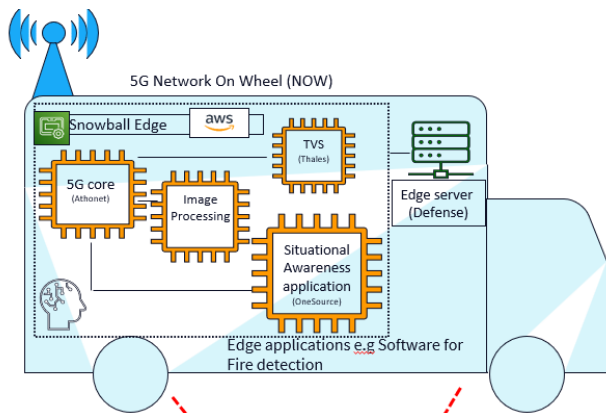 5G Network On Wheel (NOW)
Snowball Edge
aws
TVS
(Thales)
5G core
(Athonet)
Image
Processing
Edge server
(Defense)
Situational
Awareness
application
(OneSource)
Edge applications e.g Software for
Fire detection